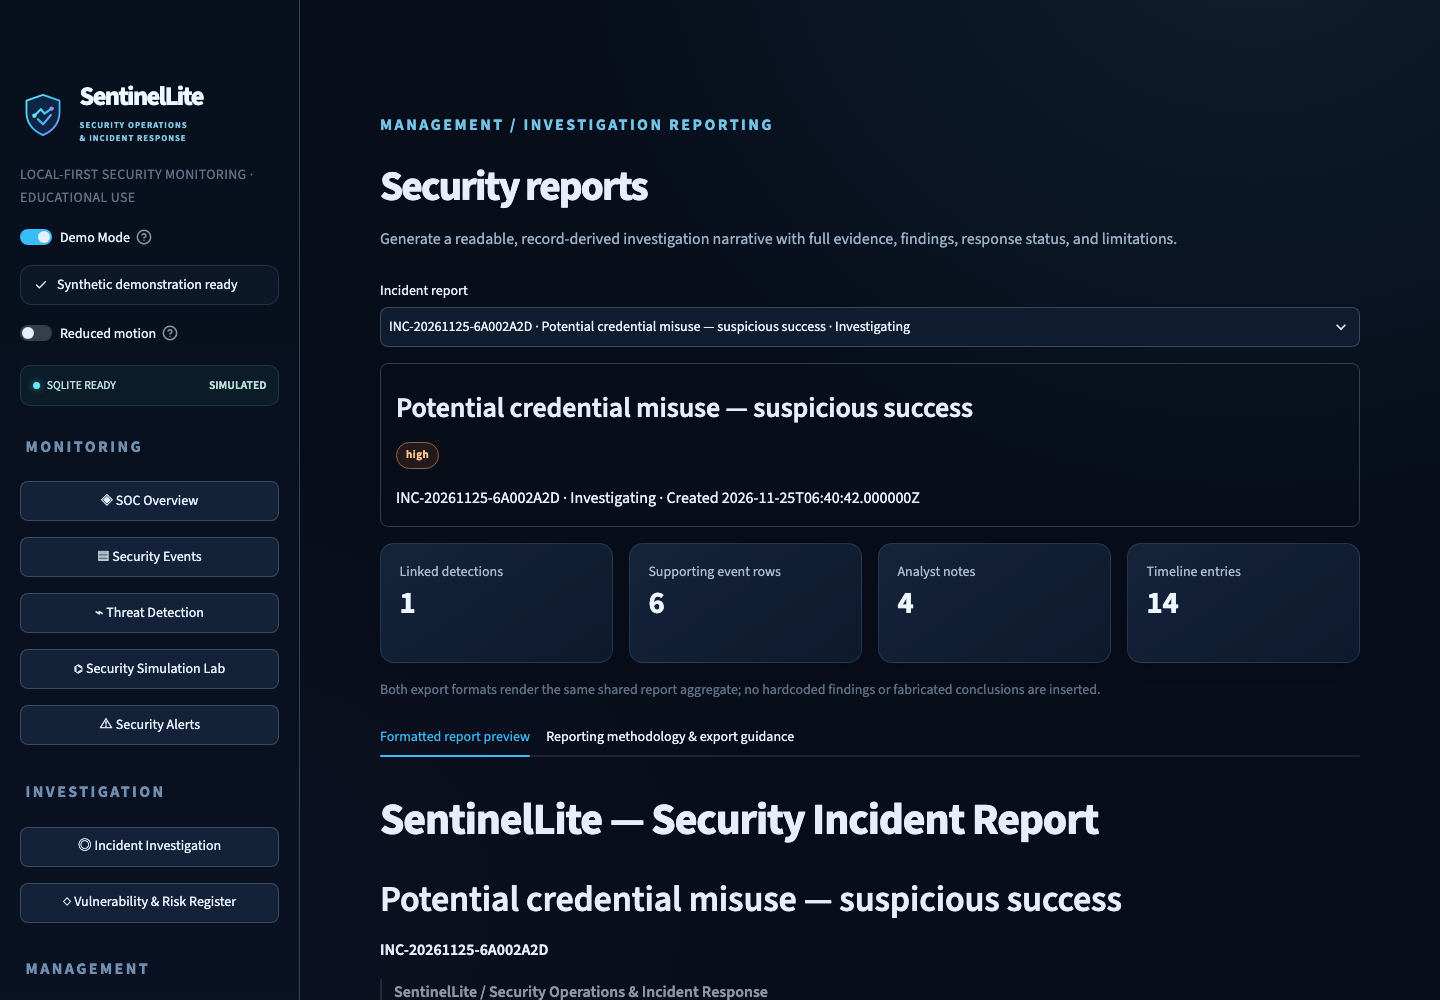 SentinelLite
SECURITY OPERATIONS
& INCIDENT RESPONSE
LOCAL-FIRST SECURITY MONITORING ·
EDUCATIONAL USE
Demo Mode
Synthetic demonstration ready
Reduced motion
SQLITE READY SIMULATED
MONITORING
◈ SOC Overview
▤ Security Events
⌁ Threat Detection
⌬ Security Simulation Lab
⚠ Security Alerts
INVESTIGATION
◎ Incident Investigation
◇ Vulnerability & Risk Register
MANAGEMENT
MANAGEMENT / INVESTIGATION REPORTING
Security reports
Generate a readable, record-derived investigation narrative with full evidence, findings, response status, and limitations.
Incident report
INC-20261125-6A002A2D · Potential credential misuse — suspicious success · Investigating
Potential credential misuse — suspicious success
high
INC-20261125-6A002A2D · Investigating · Created 2026-11-25T06:40:42.000000Z
Linked detections
1
Supporting event rows
6
Analyst notes
4
Timeline entries
14
Both export formats render the same shared report aggregate; no hardcoded findings or fabricated conclusions are inserted.
Formatted report preview Reporting methodology & export guidance
SentinelLite — Security Incident Report
Potential credential misuse — suspicious success
INC-20261125-6A002A2D
SentinelLite / Security Operations & Incident Response